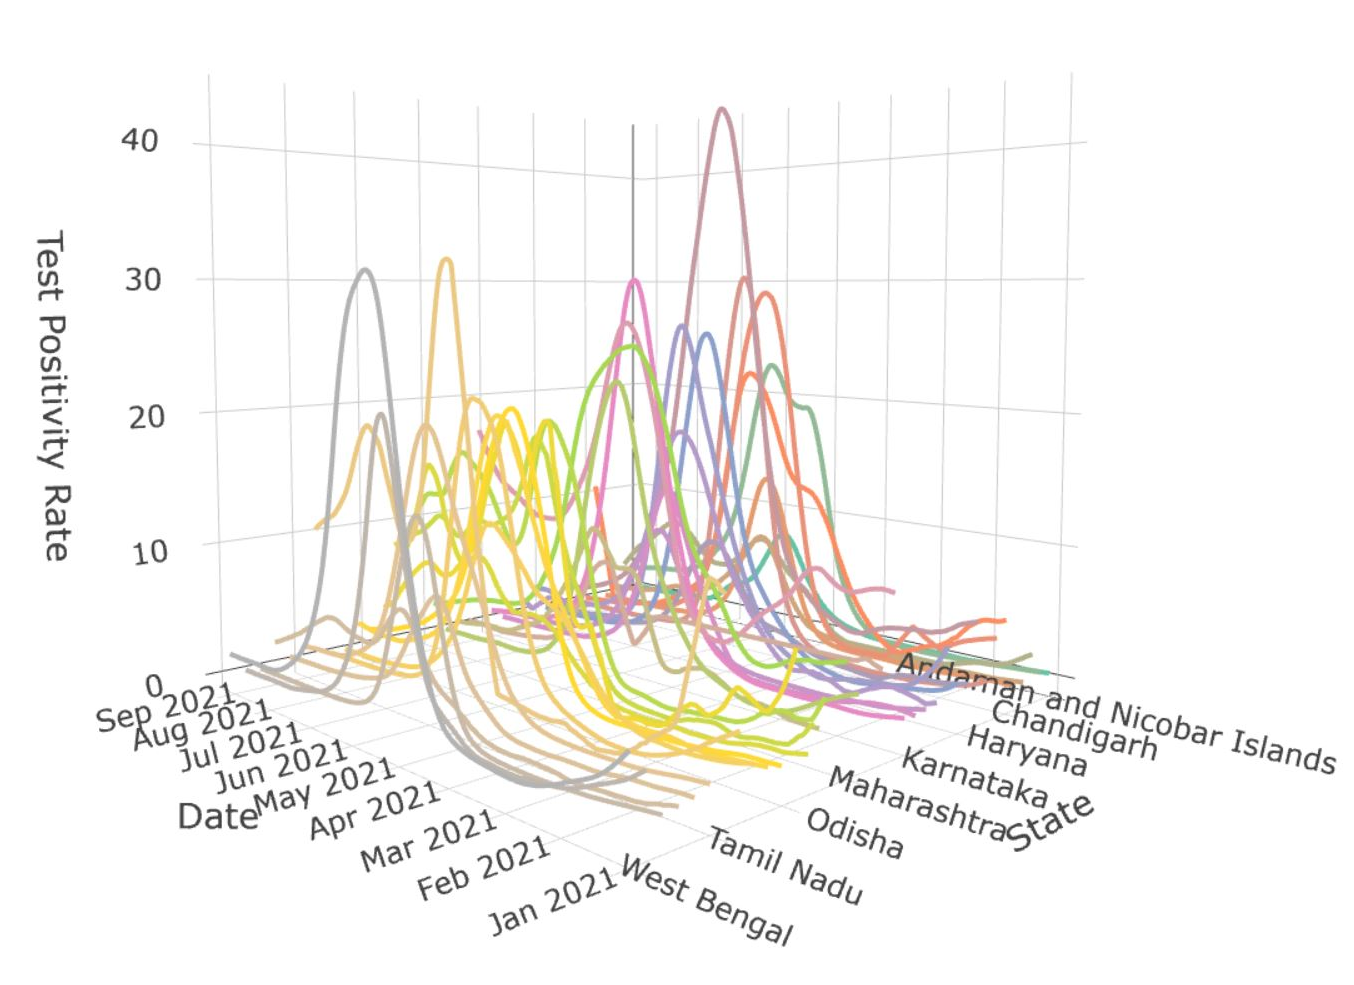 40
30
20
10
0
Test Positivity Rate
Sep 2021
Aug 2021
Jul 2021
Jun 2021
May 2021
Apr 2021
Mar 2021
Feb 2021
Jan 2021
Date
Andaman and Nicobar Islands
Chandigarh
Haryana
Karnataka
Maharashtra
Odisha
Tamil Nadu
West Bengal
State